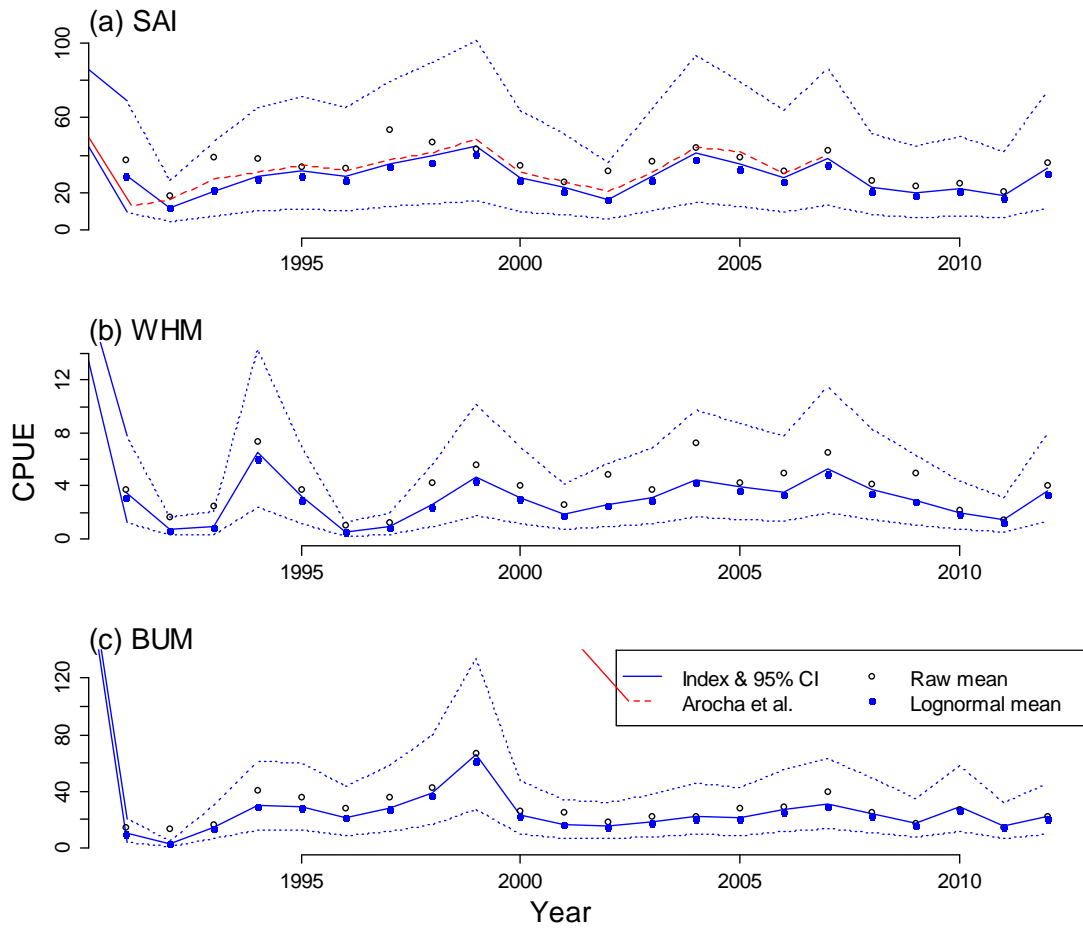 (a) SAI
100
60
20
0
1995 2000 2005 2010
(b) WHM
12
8
4
0
CPUE
1995 2000 2005 2010
(c) BUM
120
80
40
0
Index & 95% CI Raw mean
Arocha et al. Lognormal mean
1995 2000 2005 2010
Year